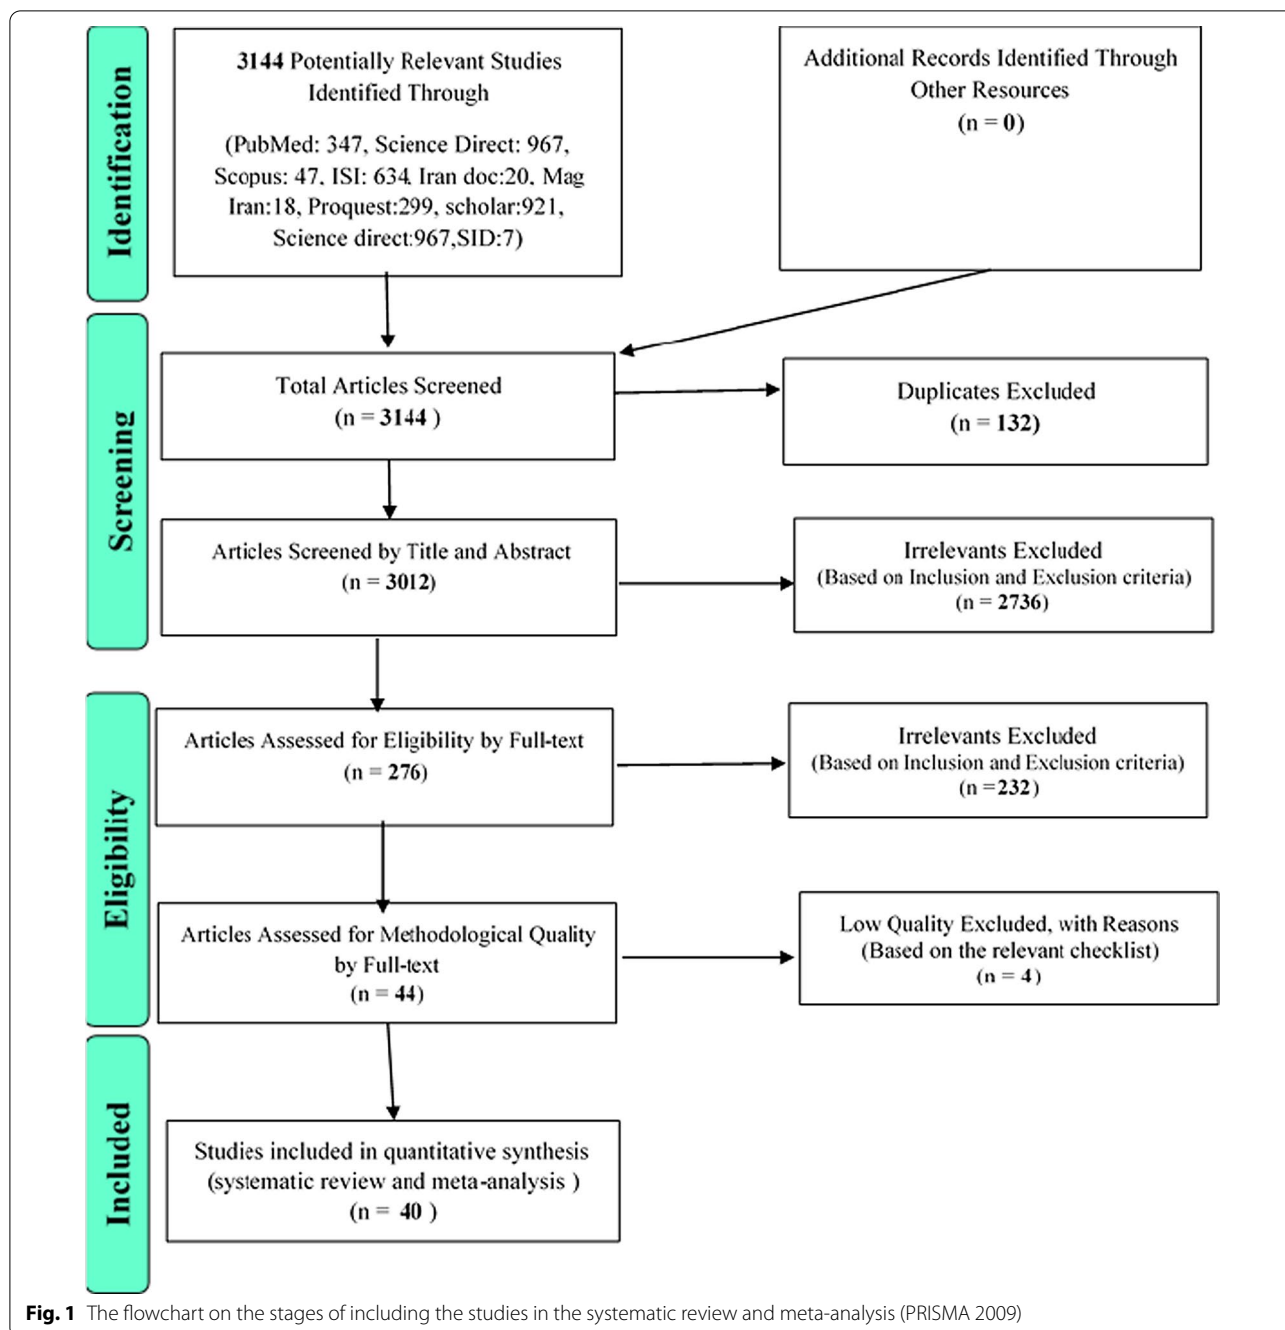 Identification
3144 Potentially Relevant Studies
Identified Through
(PubMed: 347, Science Direct: 967,
Scopus: 47, ISI: 634, Iran doc:20, Mag
Iran:18, Proquest:299, scholar:921,
Science direct:967,SID:7)
Additional Records Identified Through
Other Resources
(n = 0)
Screening
Total Articles Screened
(n = 3144 )
Duplicates Excluded
(n = 132)
Articles Screened by Title and Abstract
(n = 3012)
Irrelevants Excluded
(Based on Inclusion and Exclusion criteria)
(n = 2736)
Eligibility
Articles Assessed for Eligibility by Full-text
(n = 276)
Irrelevants Excluded
(Based on Inclusion and Exclusion criteria)
(n =232)
Articles Assessed for Methodological Quality
by Full-text
(n = 44)
Low Quality Excluded, with Reasons
(Based on the relevant checklist)
(n = 4)
Included
Studies included in quantitative synthesis
(systematic review and meta-analysis )
(n = 40 )
Fig. 1 The flowchart on the stages of including the studies in the systematic review and meta-analysis (PRISMA 2009)